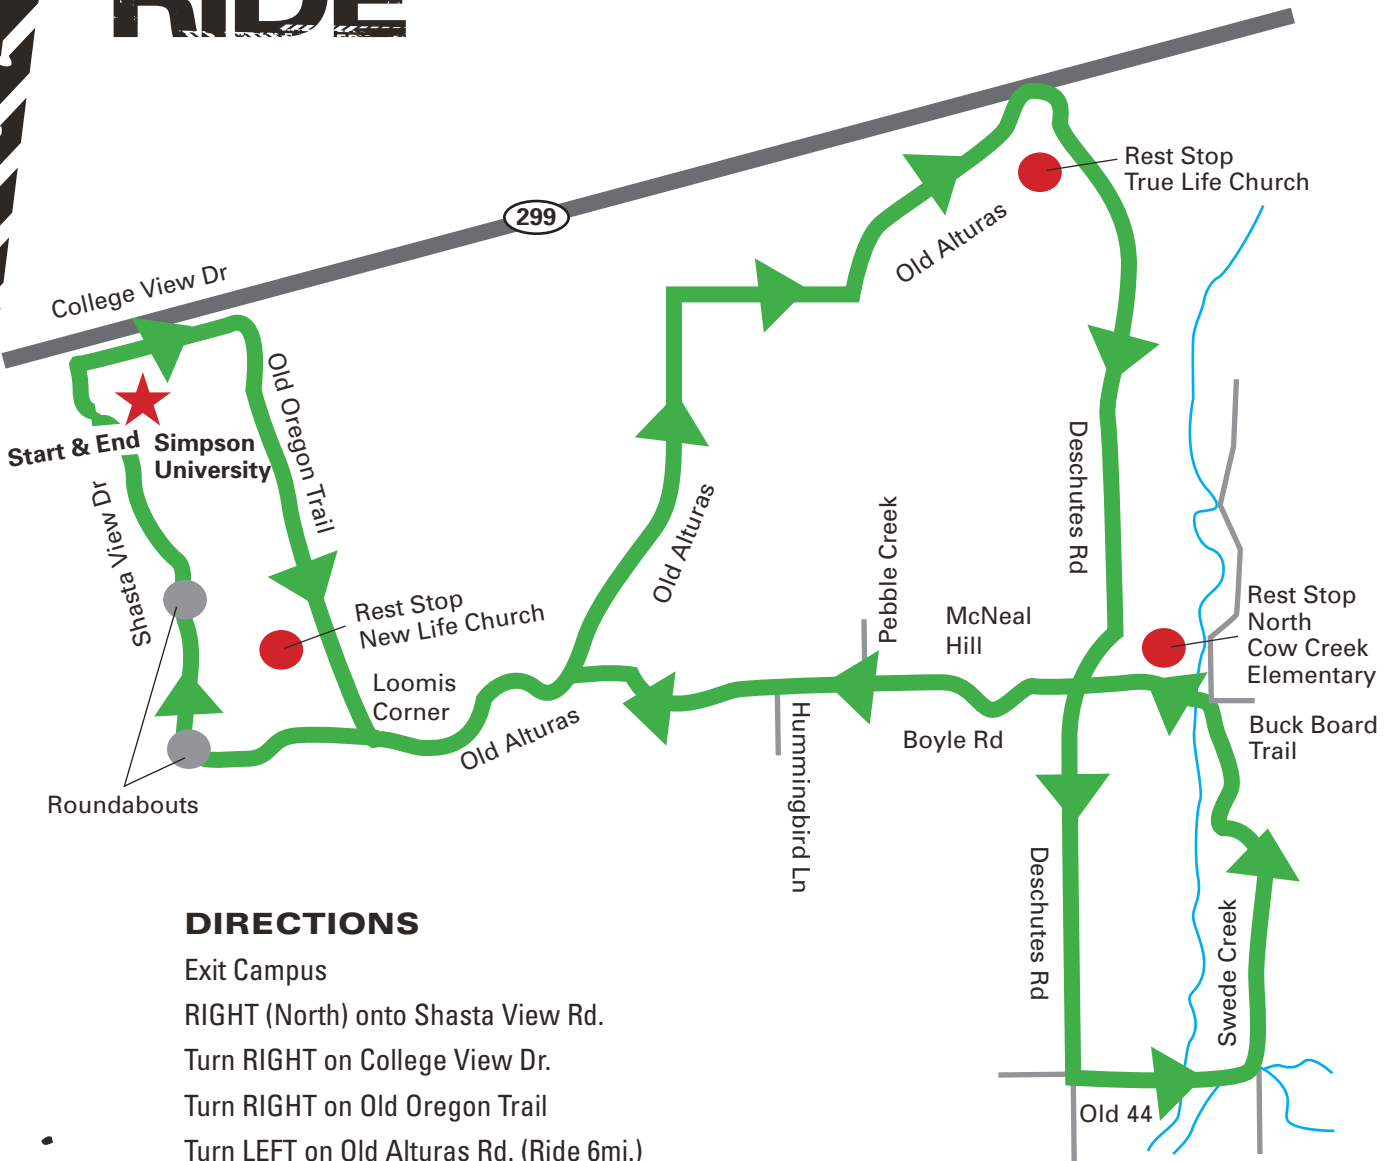 RIDE
299
College View Dr
Rest Stop
True Life Church
Old Alturas
Old Oregon Trail
Start & End
Simpson
University
Shasta View Dr
Deschutes Rd
Old Alturas
Pebble Creek
McNeal
Hill
Rest Stop
North
Cow Creek
Elementary
Rest Stop
New Life Church
Loomis
Corner
Old Alturas
Hummingbird Ln
Boyle Rd
Buck Board
Trail
Roundabouts
Deschutes Rd
Swede Creek
Old 44
DIRECTIONS
Exit Campus
RIGHT (North) onto Shasta View Rd.
Turn RIGHT on College View Dr.
Turn RIGHT on Old Oregon Trail
Turn LEFT on Old Alturas Rd. (Ride 6mi.)